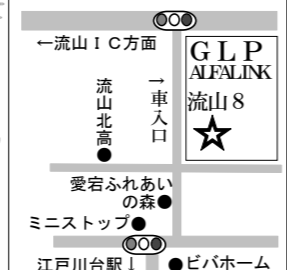 ←流山ＩＣ方面
GLP
ALFALINK
流山8
→車入口
流山北高
愛宕ふれあい
の森
ミニストップ
江戸川台駅↓
ビバホーム